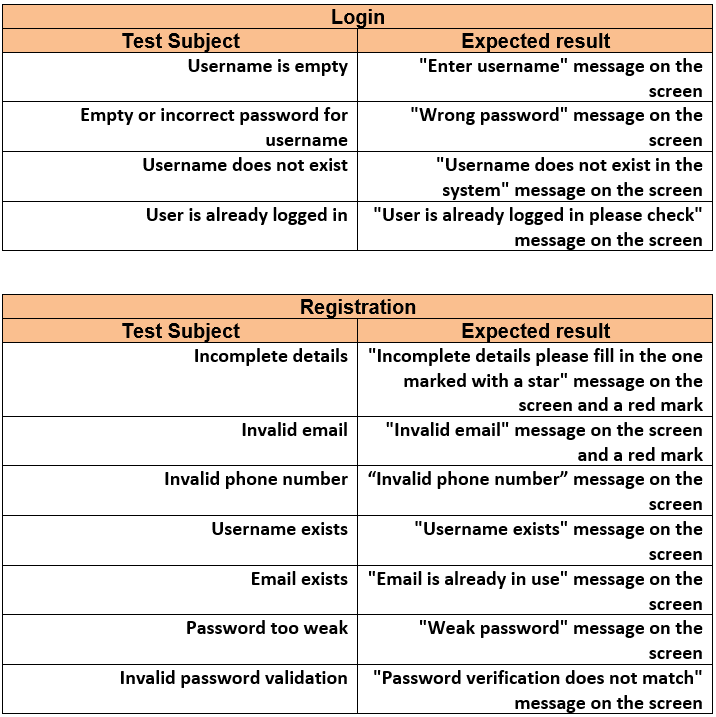 Login
Test Subject Expected result
Username is empty "Enter username" message on the
screen
Empty or incorrect password for "Wrong password" message on the
username screen
Username does not exist "Username does not exist in the
system" message on the screen
User is already logged in "User is already logged in please check"
message on the screen
Registration
Test Subject Expected result
Incomplete details "Incomplete details please fill in the one
marked with a star" message on the
screen and a red mark
Invalid email "Invalid email" message on the screen
and a red mark
Invalid phone number “Invalid phone number” message on the
screen
Username exists "Username exists" message on the
screen
Email exists "Email is already in use" message on the
screen
Password too weak "Weak password" message on the
screen
Invalid password validation "Password verification does not match"
message on the screen